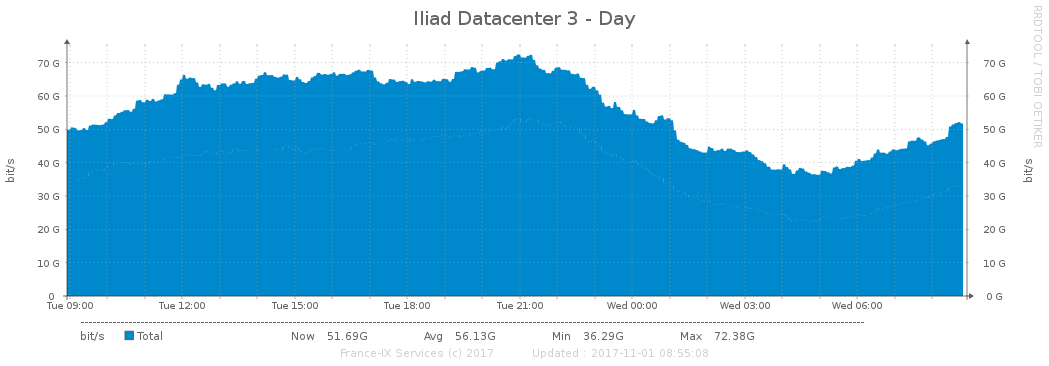 Iliad Datacenter 3 - Day
RRDTOOL / TOBI OETIKER
bit/s
70 G
60 G
50 G
40 G
30 G
20 G
10 G
0
70 G
60 G
50 G
40 G
30 G
20 G
10 G
0 G
bit/s
Tue 09:00 Tue 12:00 Tue 15:00 Tue 18:00 Tue 21:00 Wed 00:00 Wed 03:00 Wed 06:00
bit/s Total Now 51.69G Avg 56.13G Min 36.29G Max 72.38G
France-IX Services (c) 2017 Updated : 2017-11-01 08:55:08